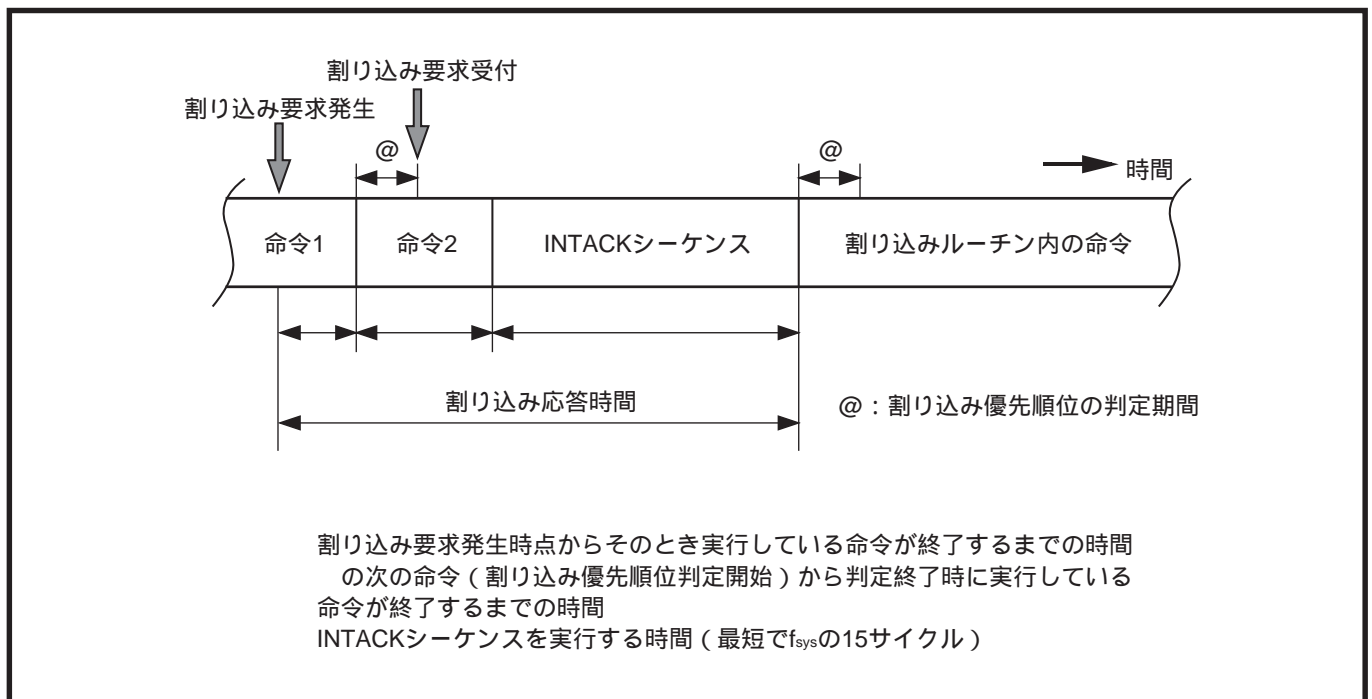 割り込み要求受付
割り込み要求発生
@
@
時間
命令1
命令2
INTACKシーケンス
割り込みルーチン内の命令
割り込み応答時間
@：割り込み優先順位の判定期間
割り込み要求発生時点からそのとき実行している命令が終了するまでの時間
の次の命令（割り込み優先順位判定開始）から判定終了時に実行している
命令が終了するまでの時間
INTACKシーケンスを実行する時間（最短でfsysの15サイクル）